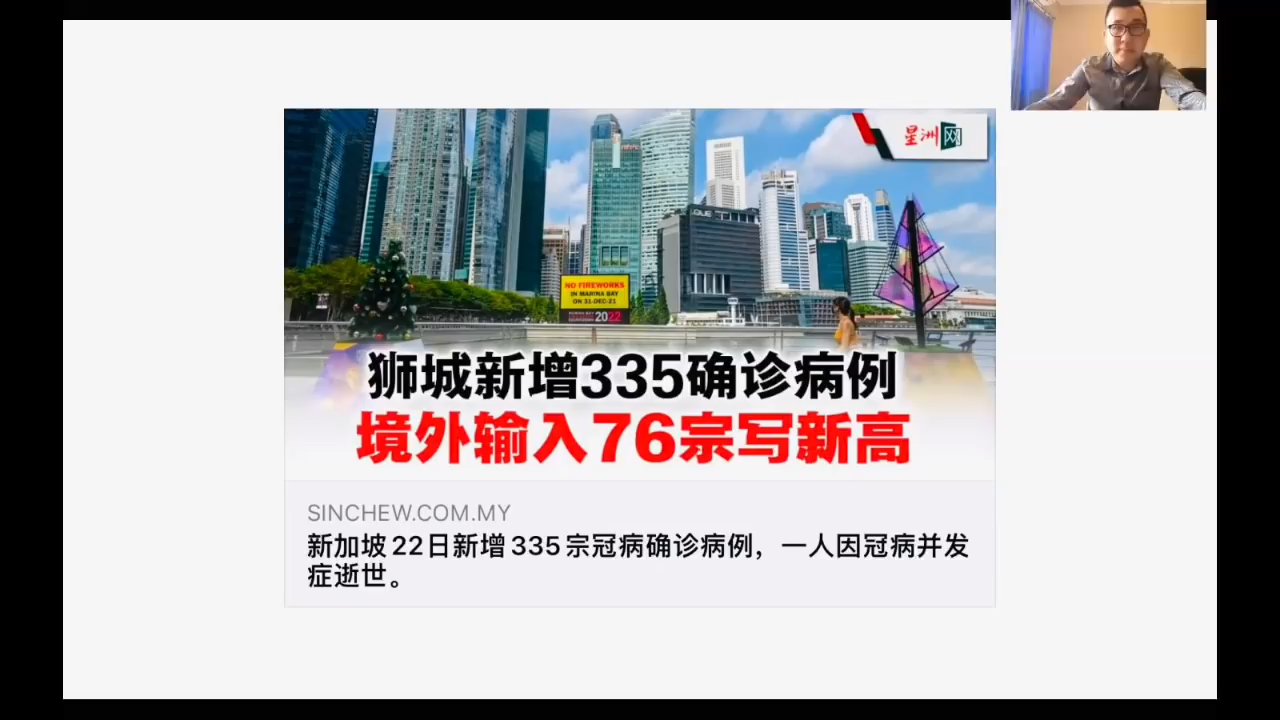 星洲网
OUE
NO FIREWORKS
IN MARINA BAY
ON 31-DEC-21
2022
狮城新增335确诊病例
境外输入76宗写新高
SINCHEW.COM.MY
新加坡22日新增335宗冠病确诊病例，一人因冠病并发
症逝世。